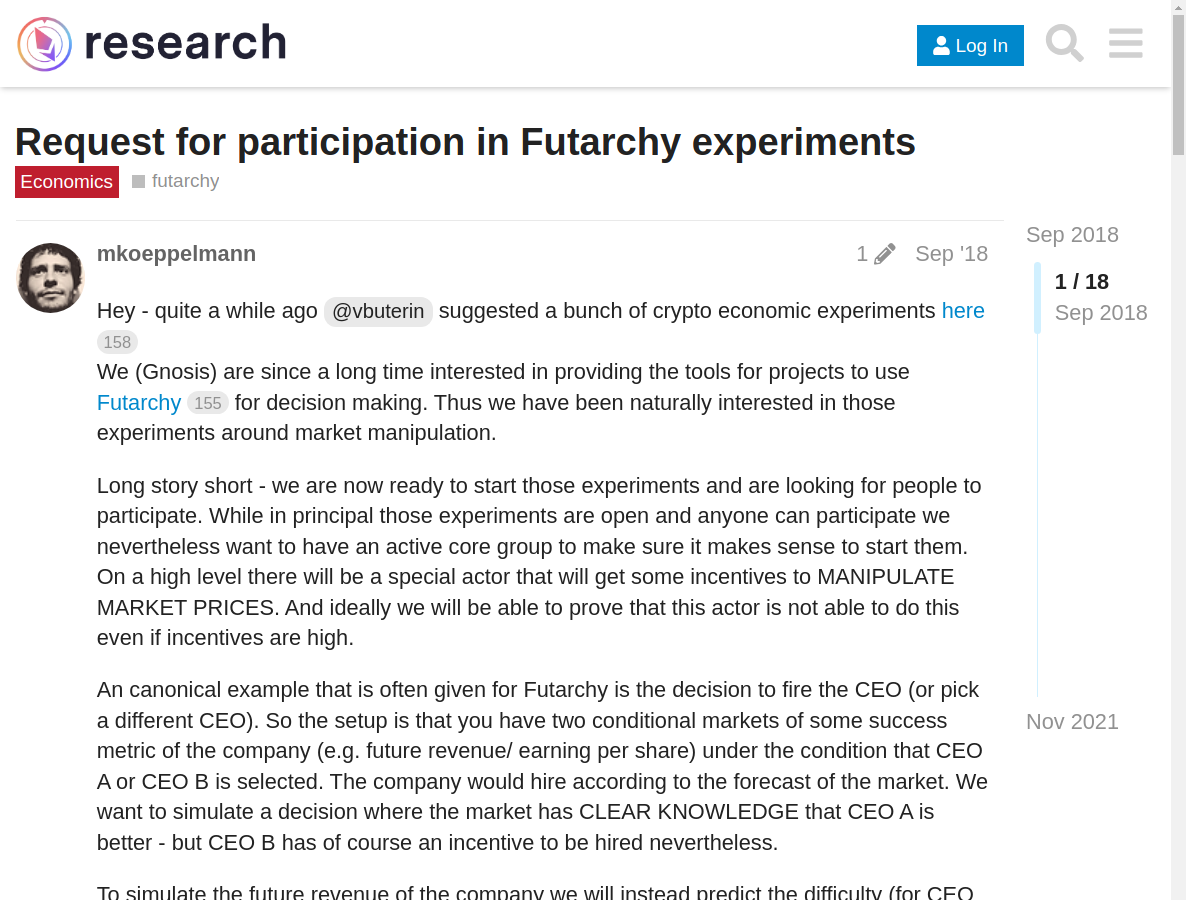 research
Log In
Request for participation in Futarchy experiments
Economics futarchy
mkoeppelmann 1 Sep '18
Hey - quite a while ago @vbuterin suggested a bunch of crypto economic experiments here
158
We (Gnosis) are since a long time interested in providing the tools for projects to use
Futarchy 155 for decision making. Thus we have been naturally interested in those
experiments around market manipulation.
Long story short - we are now ready to start those experiments and are looking for people to
participate. While in principal those experiments are open and anyone can participate we
nevertheless want to have an active core group to make sure it makes sense to start them.
On a high level there will be a special actor that will get some incentives to MANIPULATE
MARKET PRICES. And ideally we will be able to prove that this actor is not able to do this
even if incentives are high.
An canonical example that is often given for Futarchy is the decision to fire the CEO (or pick
a different CEO). So the setup is that you have two conditional markets of some success
metric of the company (e.g. future revenue/ earning per share) under the condition that CEO
A or CEO B is selected. The company would hire according to the forecast of the market. We
want to simulate a decision where the market has CLEAR KNOWLEDGE that CEO A is
better - but CEO B has of course an incentive to be hired nevertheless.
To simulate the future revenue of the company we will instead predict the difficulty (for CEO
Sep 2018
1 / 18
Sep 2018
Nov 2021